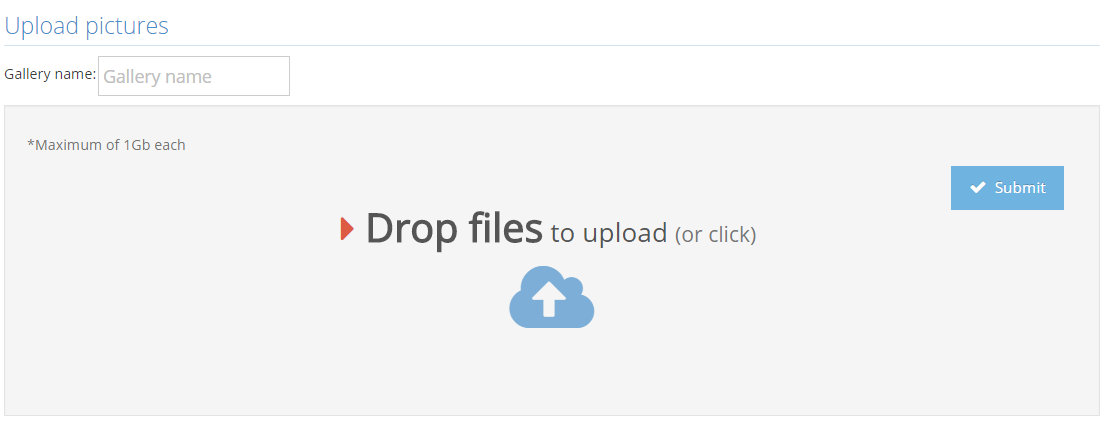 Upload pictures
Gallery name: Gallery name
*Maximum of 1Gb each
Submit
Drop files to upload (or click)